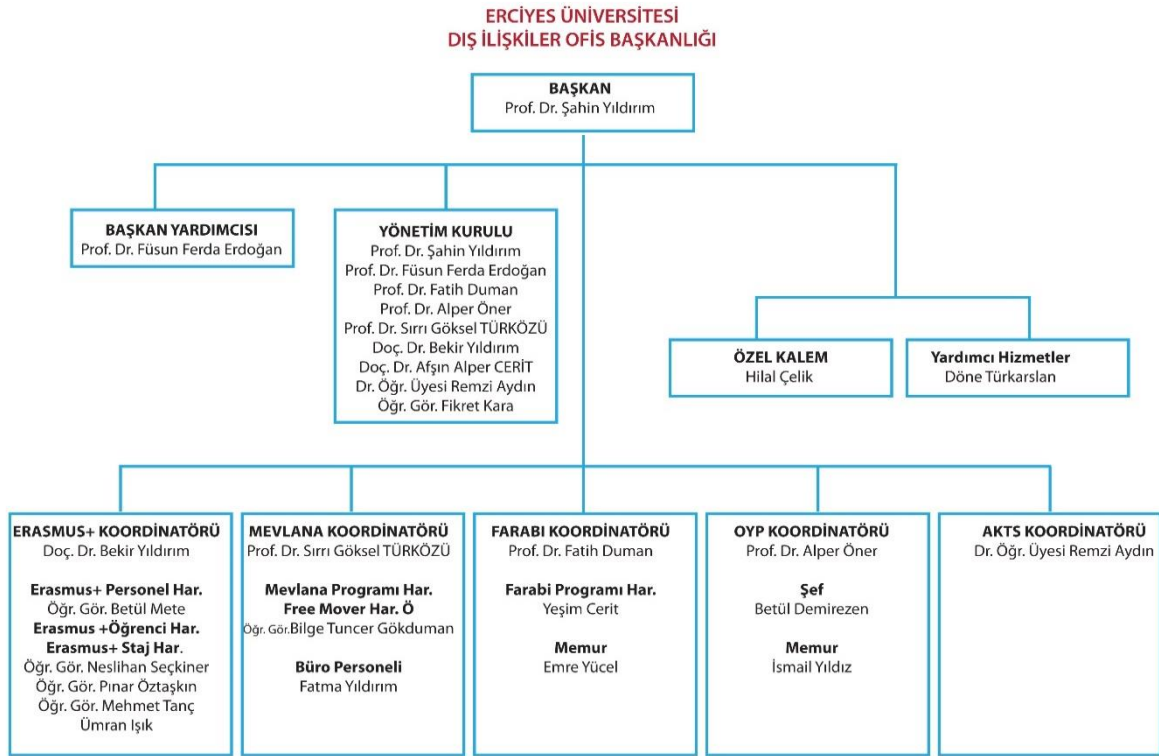 ERCİYES ÜNİVERSİTESİ
DIŞ İLİŞKİLER OFİS BAŞKANLIĞI
BAŞKAN
Prof. Dr. Şahin Yıldırım
BAŞKAN YARDIMCISI
Prof. Dr. Füsun Ferda Erdoğan
YÖNETİM KURULU
Prof. Dr. Şahin Yıldırım
Prof. Dr. Füsun Ferda Erdoğan
Prof. Dr. Fatih Duman
Prof. Dr. Alper Öner
Prof. Dr. Sırrı Göksel TÜRKÖZÜ
Doç. Dr. Bekir Yıldırım
Doç. Dr. Afşın Alper CERİT
Dr. Öğr. Üyesi Remzi Aydın
Öğr. Gör. Fikret Kara
ÖZEL KALEM
Hilal Çelik
Yardımcı Hizmetler
Döne Türkarslan
ERASMUS+ KOORDİNATÖRÜ
Doç. Dr. Bekir Yıldırım
Erasmus+ Personel Har.
Öğr. Gör. Betül Mete
Erasmus +Öğrenci Har.
Erasmus+ Staj Har.
Öğr. Gör. Neslihan Seçkiner
Öğr. Gör. Pınar Öztaşkın
Öğr. Gör. Mehmet Tanç
Ümran Işık
MEVLANA KOORDİNATÖRÜ
Prof. Dr. Sırrı Göksel TÜRKÖZÜ
Mevlana Programı Har.
Free Mover Har. Ö
Öğr. Gör.Bilge Tuncer Gökduman
Büro Personeli
Fatma Yıldırım
FARABI KOORDİNATÖRÜ
Prof. Dr. Fatih Duman
Farabi Programı Har.
Yeşim Cerit
Memur
Emre Yücel
OYP KOORDİNATÖRÜ
Prof. Dr. Alper Öner
Şef
Betül Demirezen
Memur
İsmail Yıldız
AKTS KOORDİNATÖRÜ
Dr. Öğr. Üyesi Remzi Aydın